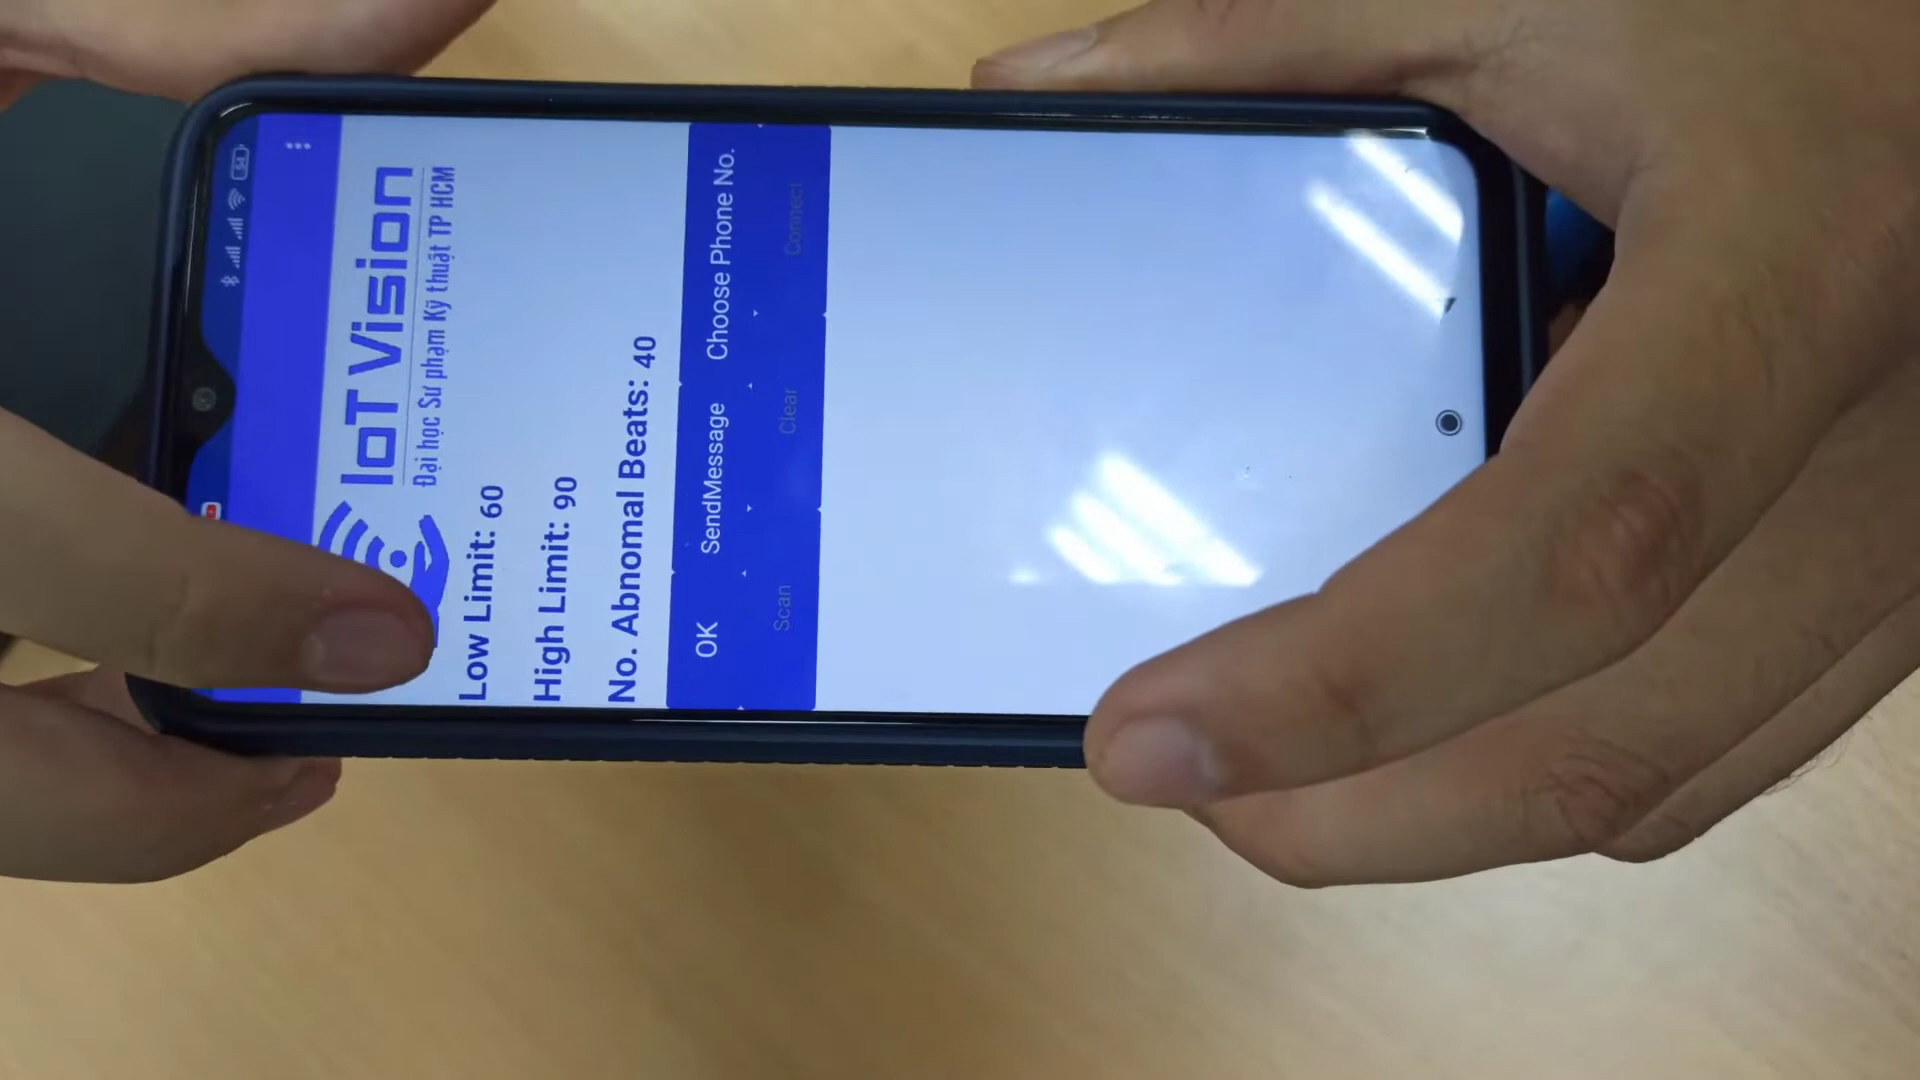 54
IoT Vision
Đại học Sư phạm Kỹ thuật TP HCM
Low Limit: 60
High Limit: 90
No. Abnomal Beats: 40
OK SendMessage Choose Phone No.
Scan Clear Connect